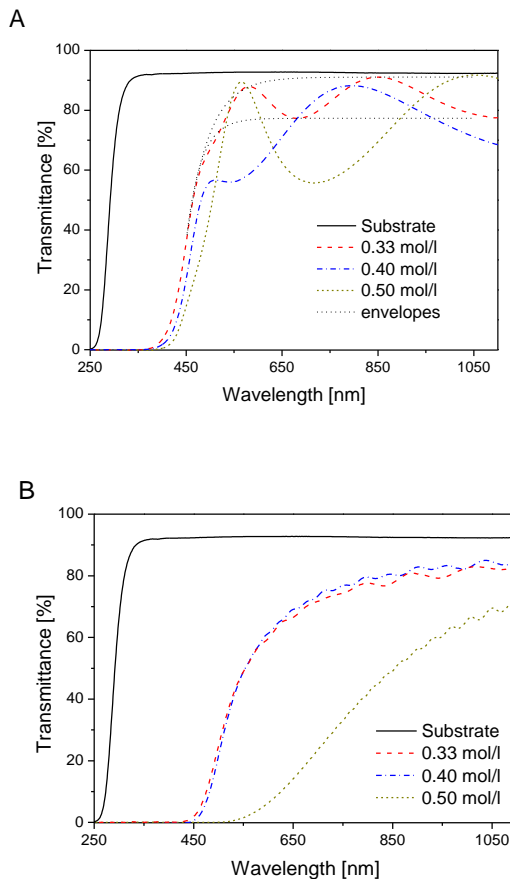 A
100
80
60
40
20
0
Transmittance [%]
Substrate
0.33 mol/l
0.40 mol/l
0.50 mol/l
envelopes
250 450 650 850 1050
Wavelength [nm]
B
100
80
60
40
20
0
Transmittance [%]
Substrate
0.33 mol/l
0.40 mol/l
0.50 mol/l
250 450 650 850 1050
Wavelength [nm]